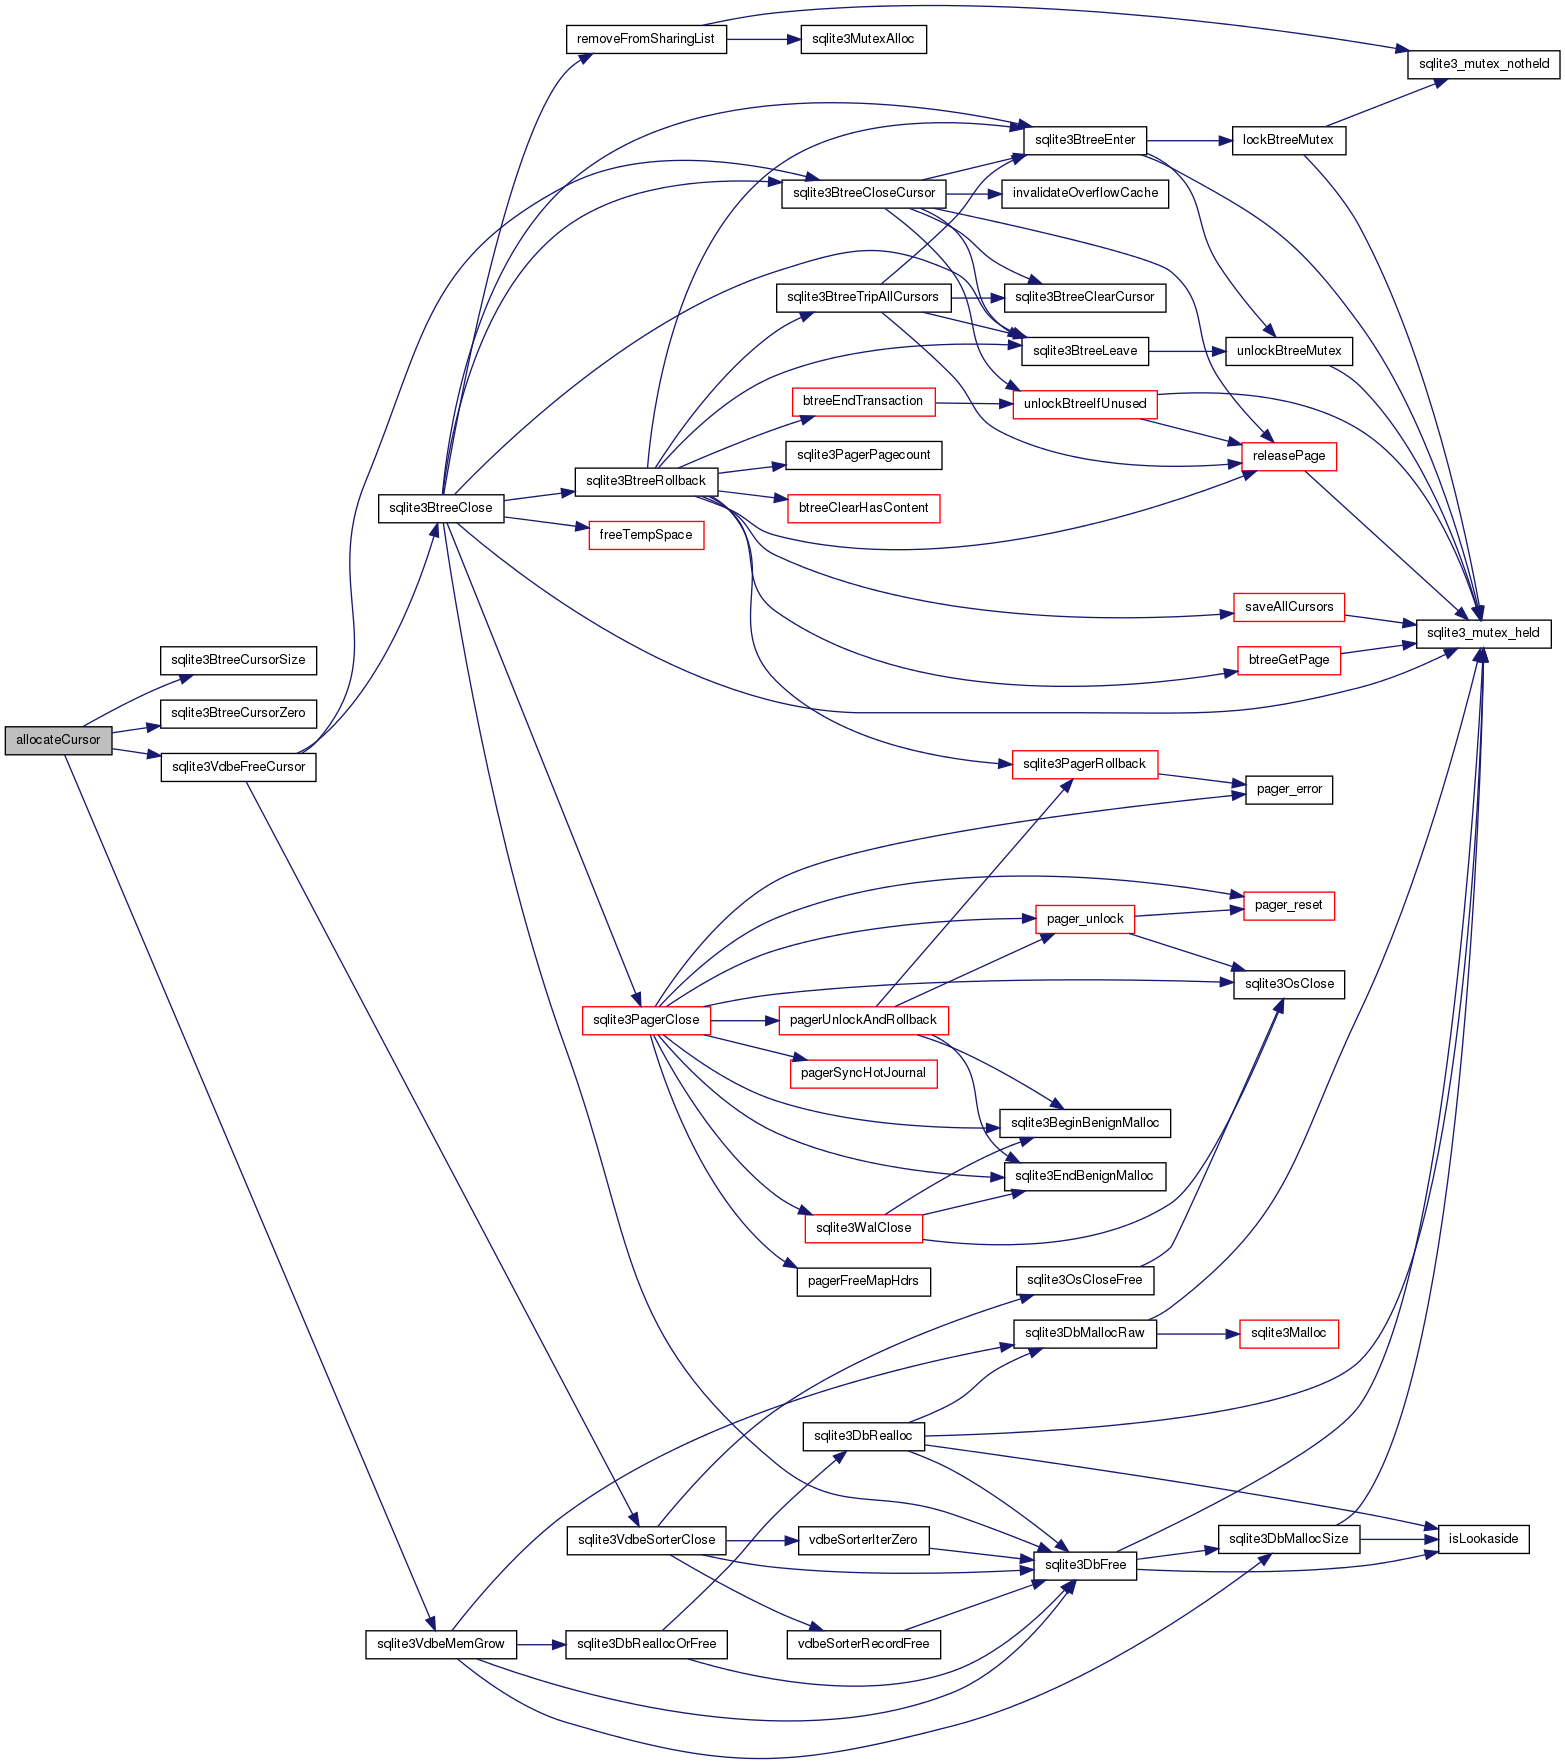 removeFromSharingList
sqlite3MutexAlloc
sqlite3_mutex_notheld
sqlite3BtreeEnter
lockBtreeMutex
sqlite3BtreeCloseCursor
invalidateOverflowCache
sqlite3BtreeTripAllCursors
sqlite3BtreeClearCursor
sqlite3BtreeLeave
unlockBtreeMutex
btreeEndTransaction
unlockBtreeIfUnused
sqlite3PagerPagecount
releasePage
sqlite3BtreeRollback
sqlite3BtreeClose
btreeClearHasContent
freeTempSpace
saveAllCursors
sqlite3_mutex_held
sqlite3BtreeCursorSize
btreeGetPage
sqlite3BtreeCursorZero
allocateCursor
sqlite3VdbeFreeCursor
sqlite3PagerRollback
pager_error
pager_unlock
pager_reset
sqlite3OsClose
sqlite3PagerClose
pagerUnlockAndRollback
pagerSyncHotJournal
sqlite3BeginBenignMalloc
sqlite3EndBenignMalloc
sqlite3WalClose
pagerFreeMapHdrs
sqlite3OsCloseFree
sqlite3DbMallocRaw
sqlite3Malloc
sqlite3DbRealloc
sqlite3VdbeSorterClose
vdbeSorterIterZero
sqlite3DbMallocSize
isLookaside
sqlite3DbFree
sqlite3VdbeMemGrow
sqlite3DbReallocOrFree
vdbeSorterRecordFree